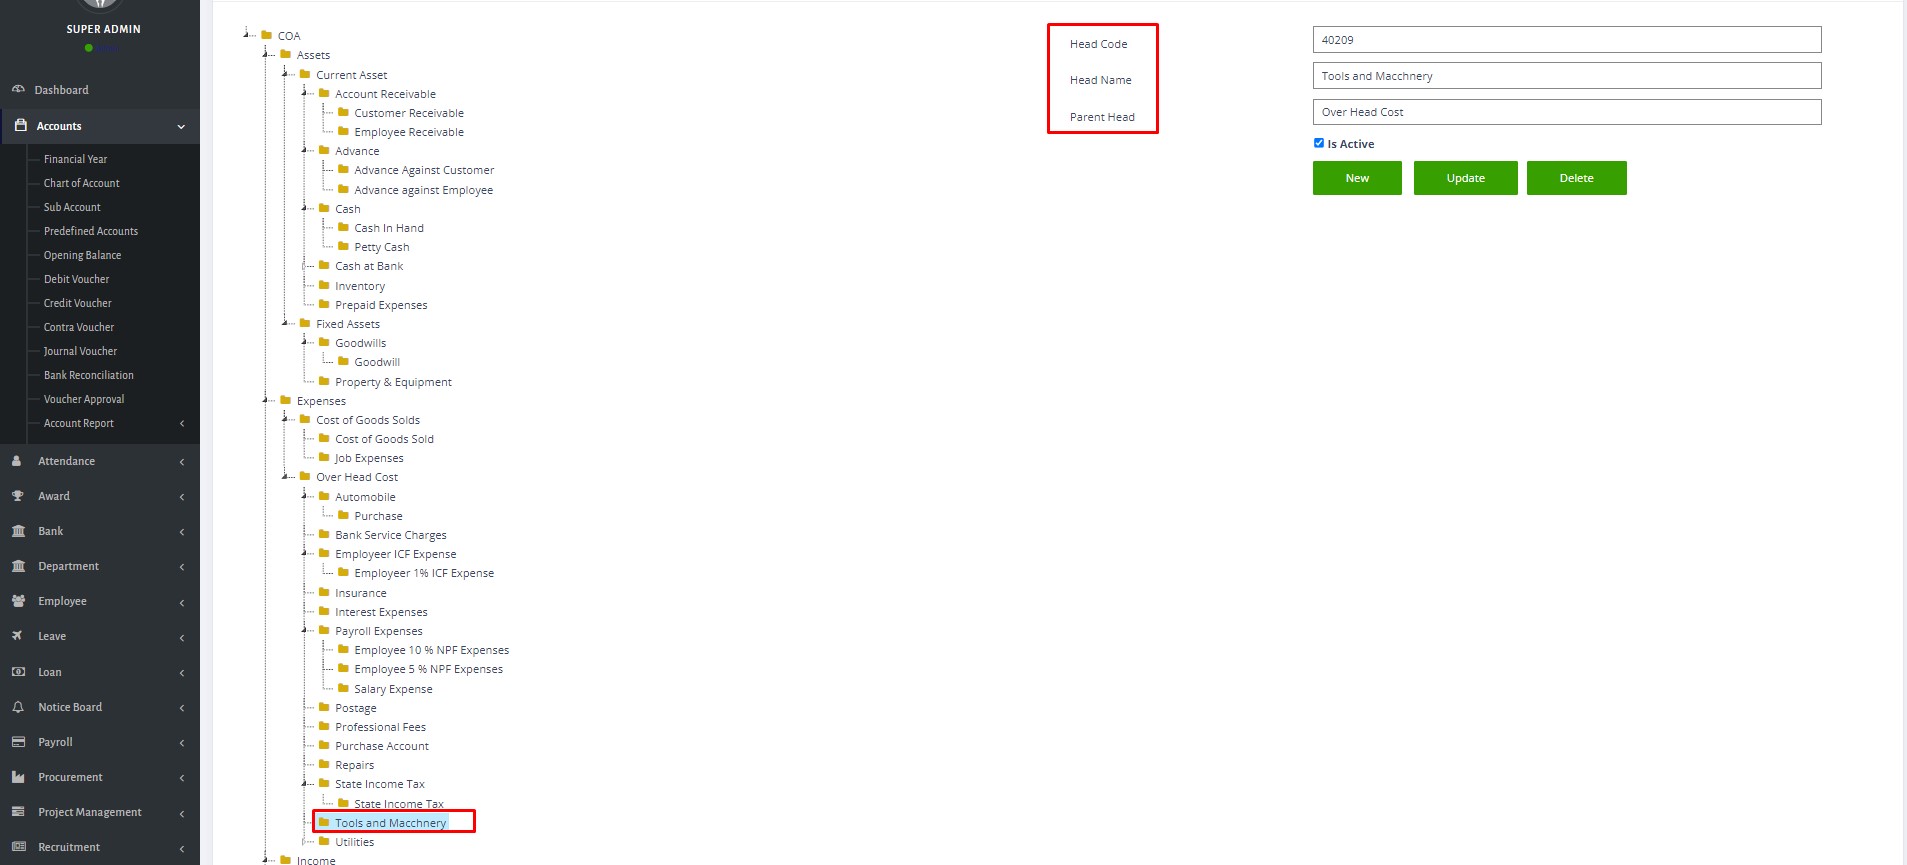 SUPER ADMIN
Dashboard
Accounts
Financial Year
Chart of Account
Sub Account
Predefined Accounts
Opening Balance
Debit Voucher
Credit Voucher
Contra Voucher
Journal Voucher
Bank Reconciliation
Voucher Approval
Account Report
Attendance
Award
Bank
Department
Employee
Leave
Loan
Notice Board
Payroll
Procurement
Project Management
Recruitment
COA
Assets
Current Asset
Account Receivable
Customer Receivable
Employee Receivable
Advance
Advance Against Customer
Advance against Employee
Cash
Cash In Hand
Petty Cash
Cash at Bank
Inventory
Prepaid Expenses
Fixed Assets
Goodwills
Goodwill
Property & Equipment
Expenses
Cost of Goods Solds
Cost of Goods Sold
Job Expenses
Over Head Cost
Automobile
Purchase
Bank Service Charges
Employeer ICF Expense
Employeer 1% ICF Expense
Insurance
Interest Expenses
Payroll Expenses
Employee 10 % NPF Expenses
Employee 5 % NPF Expenses
Salary Expense
Postage
Professional Fees
Purchase Account
Repairs
State Income Tax
State Income Tax
Tools and Macchnery
Utilities
Income
Head Code
40209
Head Name
Tools and Macchnery
Parent Head
Over Head Cost
Is Active
New
Update
Delete